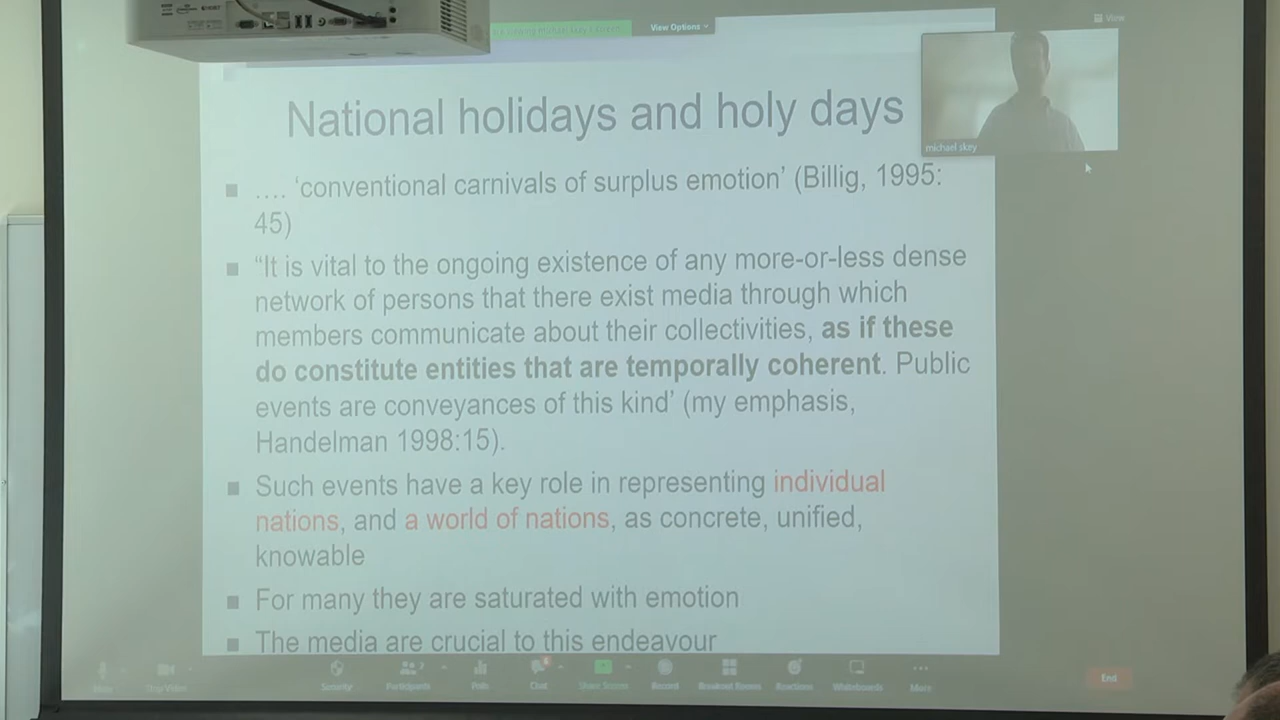 View Options
View
National holidays and holy days
michael skey
.... ‘conventional carnivals of surplus emotion’ (Billig, 1995:
45)
“It is vital to the ongoing existence of any more-or-less dense
network of persons that there exist media through which
members communicate about their collectivities, as if these
do constitute entities that are temporally coherent. Public
events are conveyances of this kind’ (my emphasis,
Handelman 1998:15).
Such events have a key role in representing individual
nations, and a world of nations, as concrete, unified,
knowable
For many they are saturated with emotion
The media are crucial to this endeavour
Stop Video Security Participants Polls Chat Share Screen Record Breakout Rooms Reactions Whiteboards More End